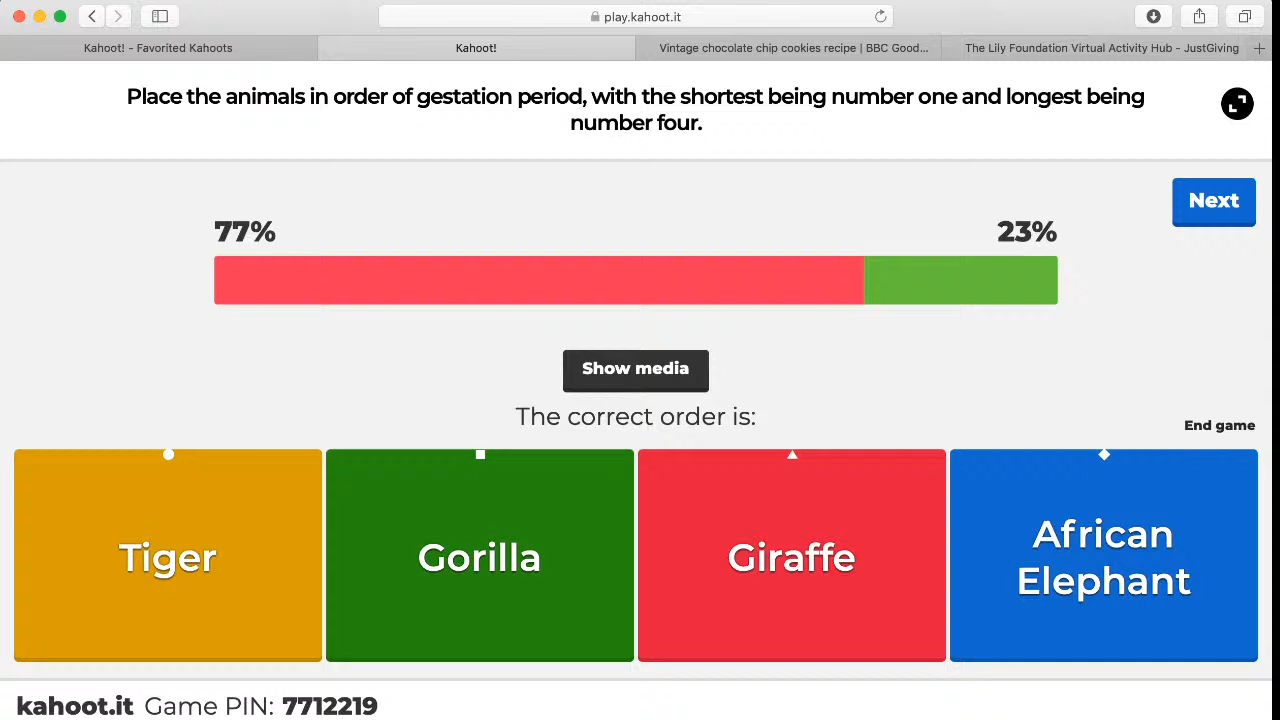 play.kahoot.it
Kahoot! - Favorited Kahoots
Kahoot!
Vintage chocolate chip cookies recipe | BBC Good...
The Lily Foundation Virtual Activity Hub - JustGiving
Place the animals in order of gestation period, with the shortest being number one and longest being
number four.
Next
77%
23%
Show media
The correct order is:
End game
Tiger
Gorilla
Giraffe
African
Elephant
kahoot.it Game PIN: 7712219